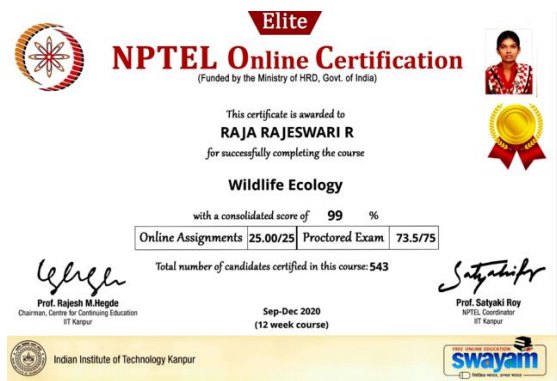 Elite
NPTEL Online Certification
(Funded by the Ministry of HRD, Govt. of India)
This certificate is awarded to
RAJA RAJESWARI R
for successfully completing the course
Wildlife Ecology
with a consolidated score of 99 %
Online Assignments 25.00/25 Proctored Exam 73.5/75
Total number of candidates certified in this course: 543
Prof. Rajesh M.Hegde
Chairman, Centre for Continuing Education
IIT Kanpur
Sep-Dec 2020
(12 week course)
Prof. Satyaki Roy
NPTEL Coordinator
IIT Kanpur
Indian Institute of Technology Kanpur
FREE ONLINE EDUCATION
swayam
शिक्षित भारत, उन्नत भारत